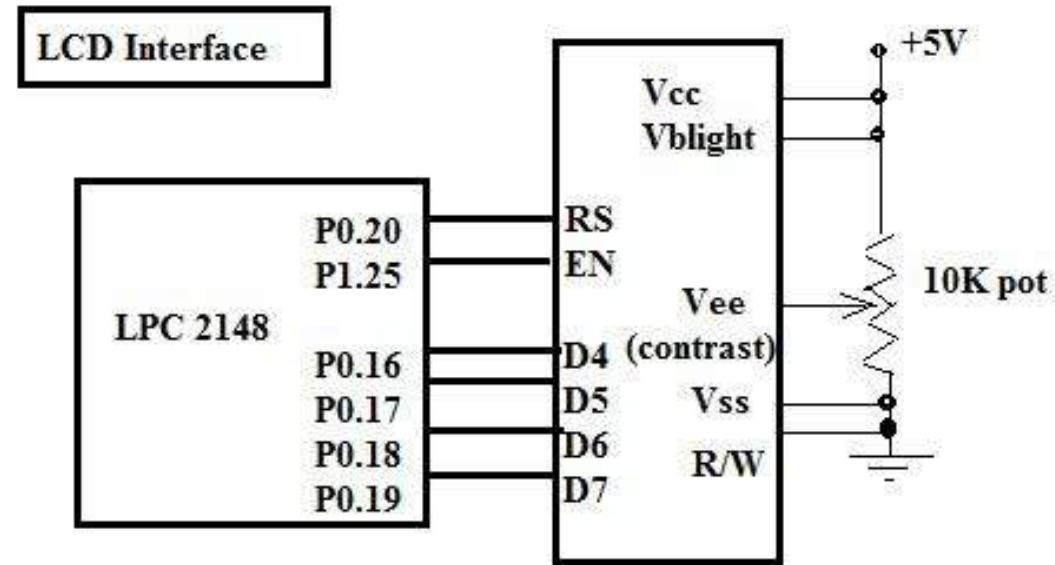 LCD Interface
+5V
Vcc
Vblight
P0.20
P1.25
LPC 2148
P0.16
P0.17
P0.18
P0.19
RS
EN
D4
D5
D6
D7
Vee
(contrast)
Vss
R/W
10K pot